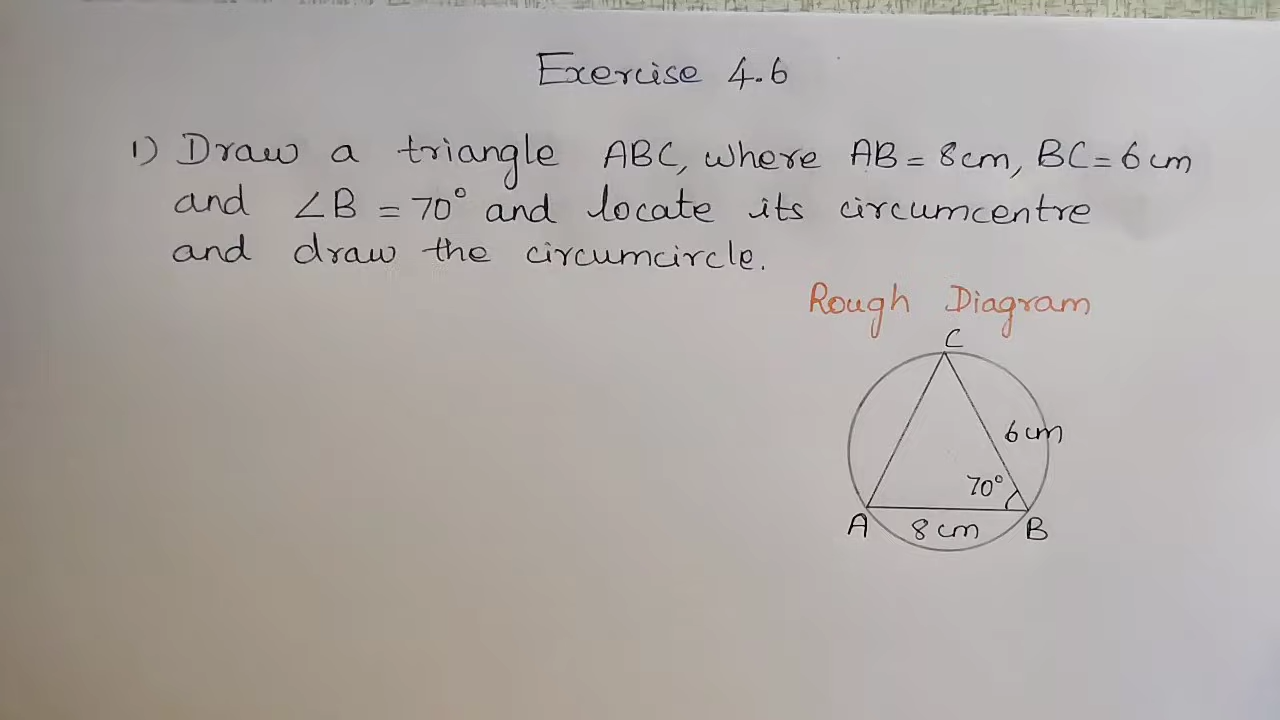 Exercise 4.6
1) Draw a triangle ABC, where AB = 8cm, BC = 6cm
and ∠B = 70° and locate its circumcentre
and draw the circumcircle.
Rough Diagram
C
6cm
70°
A 8cm B